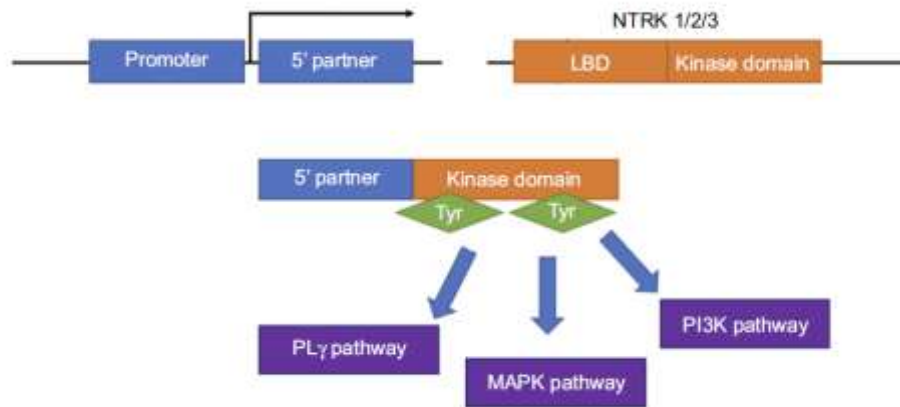 NTRK 1/2/3
Promoter
5' partner
LBD
Kinase domain
5' partner
Kinase domain
Tyr
Tyr
PLγ pathway
MAPK pathway
PI3K pathway